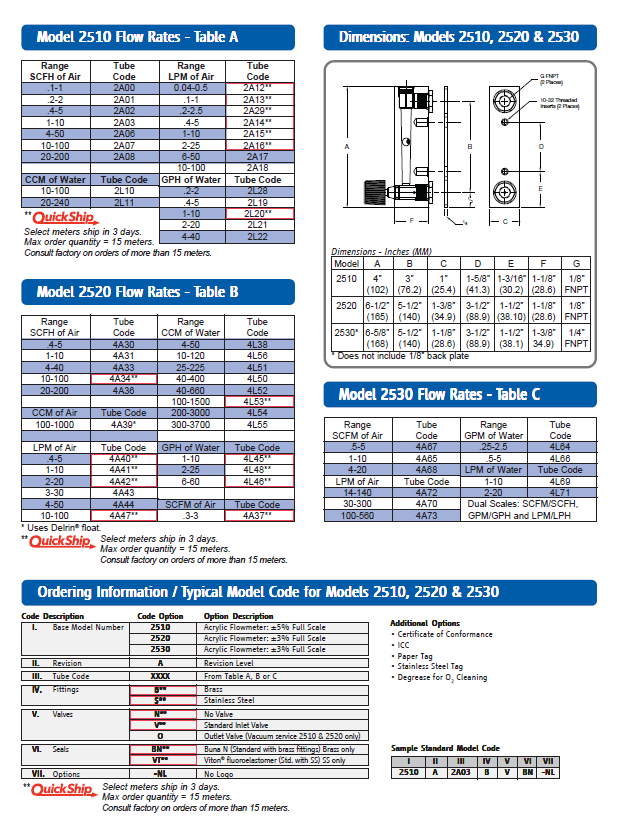 Model 2510 Flow Rates - Table A
Range Tube Range Tube
SCFH of Air Code LPM of Air Code
.1-1 2A00 0.04-0.5 2A12**
.2-2 2A01 .1-1 2A13**
.4-5 2A02 .2-2.5 2A29**
1-10 2A03 .4-5 2A14**
4-50 2A06 1-10 2A15**
10-100 2A07 2-25 2A16**
20-200 2A08 6-50 2A17
10-100 2A18
CCM of Water Tube Code GPH of Water Tube Code
10-100 2L10 .2-2 2L28
20-240 2L11 .4-5 2L19
1-10 2L20**
2-20 2L21
4-40 2L22
**QuickShip
Select meters ship in 3 days.
Max order quantity = 15 meters.
Consult factory on orders of more than 15 meters.
Model 2520 Flow Rates - Table B
Range Tube Range Tube
SCFH of Air Code CCM of Water Code
.4-5 4A30 4-50 4L38
1-10 4A31 10-120 4L56
4-40 4A33 25-225 4L51
10-100 4A34** 40-400 4L50
20-200 4A36 40-660 4L52
100-1500 4L53**
CCM of Air Tube Code 200-3000 4L54
100-1000 4A39* 300-3700 4L55
LPM of Air Tube Code GPH of Water Tube Code
.4-5 4A40** 1-10 4L45**
1-10 4A41** 2-25 4L48**
2-20 4A42** 6-60 4L46**
3-30 4A43
4-50 4A44 SCFM of Air Tube Code
10-100 4A47** .3-3 4A37**
* Uses Delrin® float.
**QuickShip Select meters ship in 3 days.
Max order quantity = 15 meters.
Consult factory on orders of more than 15 meters.
Dimensions: Models 2510, 2520 & 2530
G FNPT
(2 Places)
10-32 Threaded
Inserts (2 Places)
A B D E F C
Dimensions - Inches (MM)
Model A B C D E F G
2510 4" 3" 1" 1-5/8" 1-3/16" 1-1/8" 1/8"
(102) (76.2) (25.4) (41.3) (30.2) (28.6) FNPT
2520 6-1/2" 5-1/2" 1-3/8" 3-1/2" 1-1/2" 1-1/8" 1/8"
(165) (140) (34.9) (88.9) (38.10) (28.6) FNPT
2530* 6-5/8" 5-1/2" 1-1/8" 3-1/2" 1-1/2" 1-3/8" 1/4"
(168) (140) (28.6) (88.9) (38.1) 34.9) FNPT
* Does not include 1/8" back plate
Model 2530 Flow Rates - Table C
Range Tube Range Tube
SCFM of Air Code GPM of Water Code
.5-5 4A67 .25-2.5 4L64
1-10 4A65 .5-5 4L66
4-20 4A68 LPM of Water Tube Code
LPM of Air Tube Code 1-10 4L69
14-140 4A72 2-20 4L71
30-300 4A70 Dual Scales: SCFM/SCFH,
100-560 4A73 GPM/GPH and LPM/LPH
Ordering Information / Typical Model Code for Models 2510, 2520 & 2530
Code Description Code Option Option Description
I. Base Model Number 2510 Acrylic Flowmeter: ±5% Full Scale
2520 Acrylic Flowmeter: ±3% Full Scale
2530 Acrylic Flowmeter: ±3% Full Scale
II. Revision A Revision Level
III. Tube Code XXXX From Table A, B or C
IV. Fittings B** Brass
S** Stainless Steel
V. Valves N** No Valve
V** Standard Inlet Valve
O Outlet Valve (Vacuum service 2510 & 2520 only)
VI. Seals BN** Buna N (Standard with brass fittings) Brass only
VT** Viton® fluoroelastomer (Std. with SS) SS only
VII. Options -NL No Logo
**QuickShip Select meters ship in 3 days.
Max order quantity = 15 meters.
Consult factory on orders of more than 15 meters.
Additional Options
• Certificate of Conformance
• ICC
• Paper Tag
• Stainless Steel Tag
• Degrease for O2 Cleaning
Sample Standard Model Code
I II III IV V VI VII
2510 A 2A03 B V BN -NL